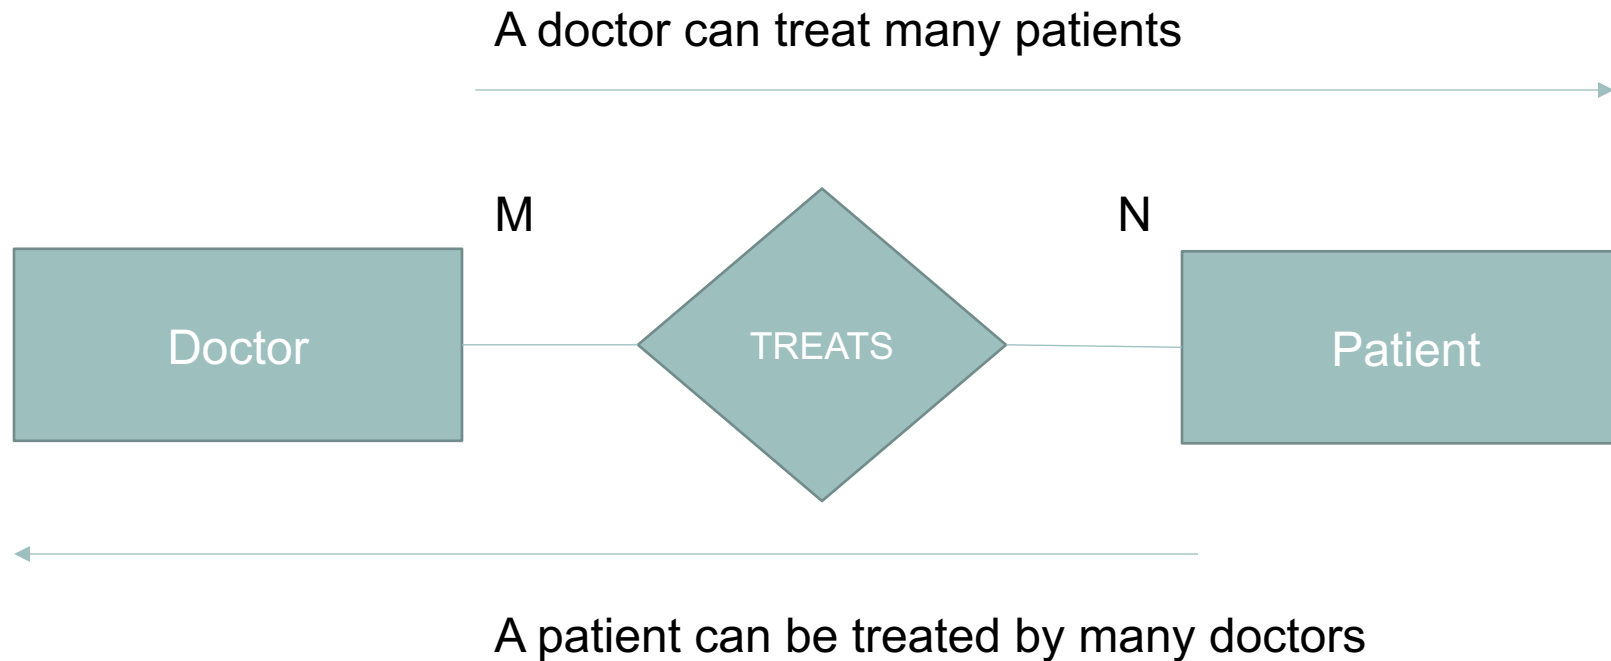 A doctor can treat many patients
M
N
Doctor
TREATS
Patient
A patient can be treated by many doctors